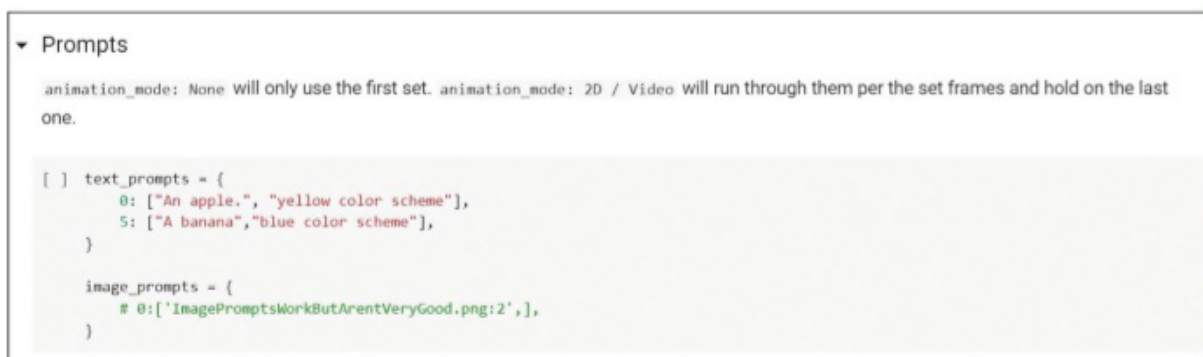 Prompts
animation_mode: None will only use the first set. animation_mode: 2D / Video will run through them per the set frames and hold on the last
one.
[ ] text_prompts = {
0: ["An apple.", "yellow color scheme"],
5: ["A banana","blue color scheme"],
}
image_prompts = {
# 0:['ImagePromptsWorkButArentVeryGood.png:2',],
}